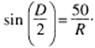 sin(D/2) = 50/R.